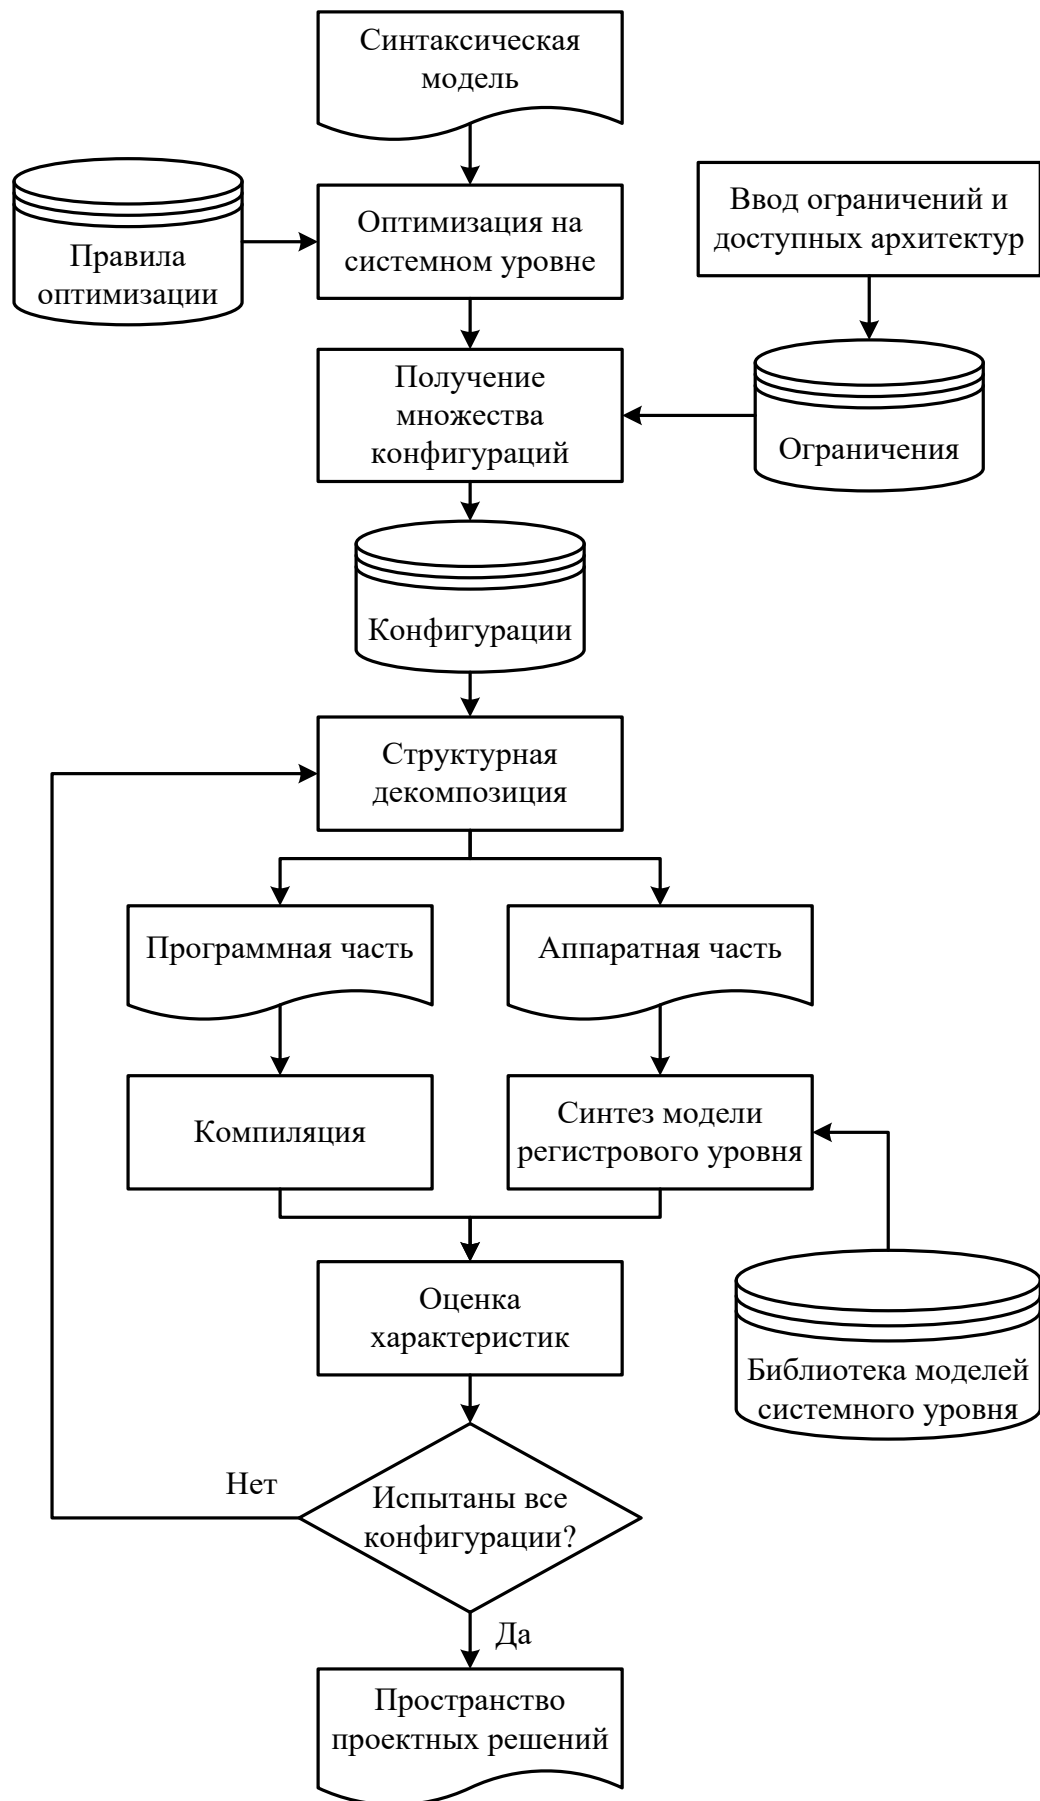 Синтаксическая
модель
Правила
оптимизации
Оптимизация на
системном уровне
Ввод ограничений и
доступных архитектур
Получение
множества
конфигураций
Ограничения
Конфигурации
Структурная
декомпозиция
Программная часть
Аппаратная часть
Компиляция
Синтез модели
регистрового уровня
Оценка
характеристик
Библиотека моделей
системного уровня
Нет
Испытаны все
конфигурации?
Да
Пространство
проектных решений